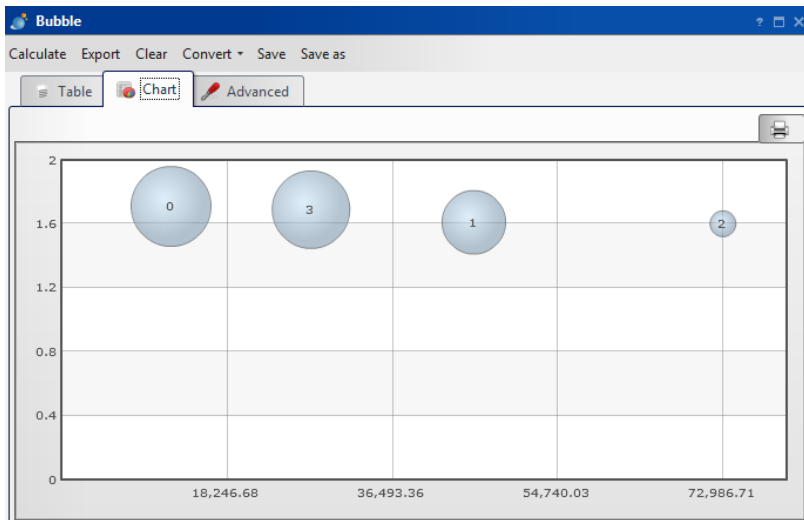 Bubble
Calculate Export Clear Convert Save Save as
Table Chart Advanced
2
0 3 1 2
1.6
1.2
0.8
0.4
0
18,246.68 36,493.36 54,740.03 72,986.71